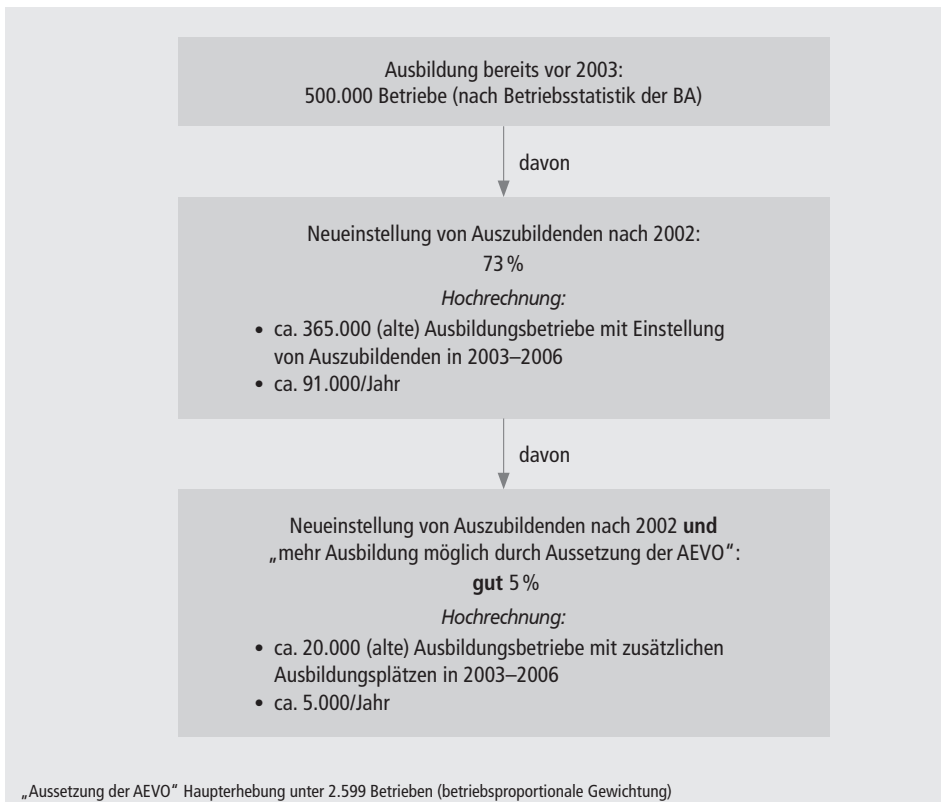 Ausbildung bereits vor 2003:
500.000 Betriebe (nach Betriebsstatistik der BA)
davon
Neueinstellung von Auszubildenden nach 2002:
73 %
Hochrechnung:
• ca. 365.000 (alte) Ausbildungsbetriebe mit Einstellung
von Auszubildenden in 2003–2006
• ca. 91.000/Jahr
davon
Neueinstellung von Auszubildenden nach 2002 und
„mehr Ausbildung möglich durch Aussetzung der AEVO“:
gut 5 %
Hochrechnung:
• ca. 20.000 (alte) Ausbildungsbetriebe mit zusätzlichen
Ausbildungsplätzen in 2003–2006
• ca. 5.000/Jahr
„Aussetzung der AEVO“ Haupterhebung unter 2.599 Betrieben (betriebsproportionale Gewichtung)